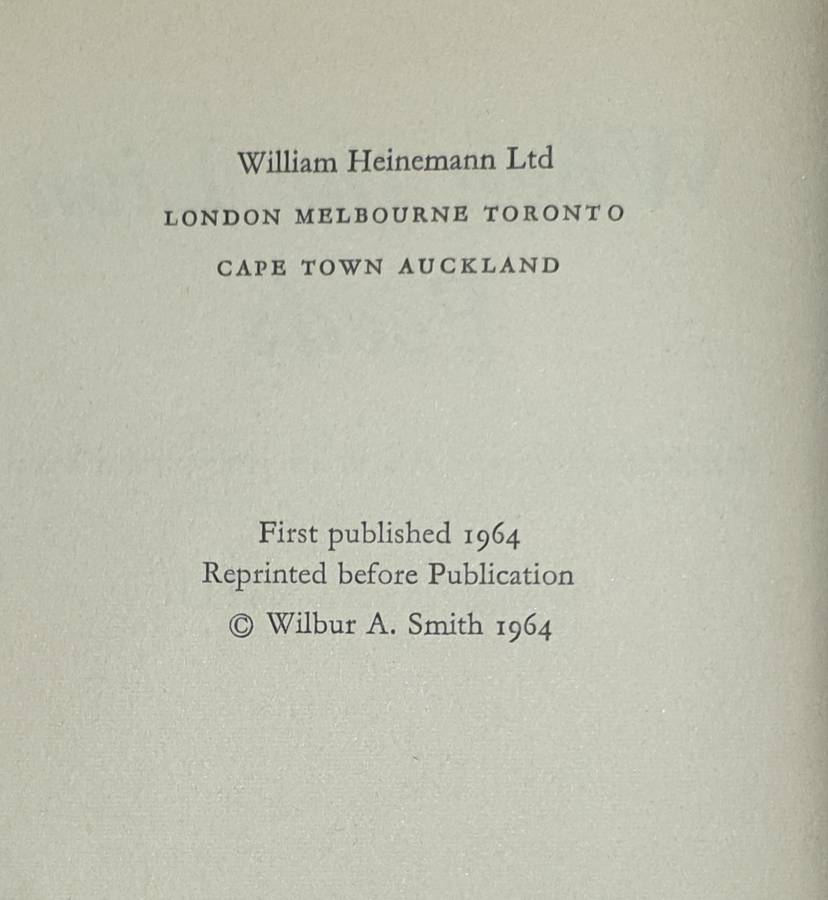 William Heinemann Ltd
LONDON MELBOURNE TORONTO
CAPE TOWN AUCKLAND
First published 1964
Reprinted before Publication
© Wilbur A. Smith 1964